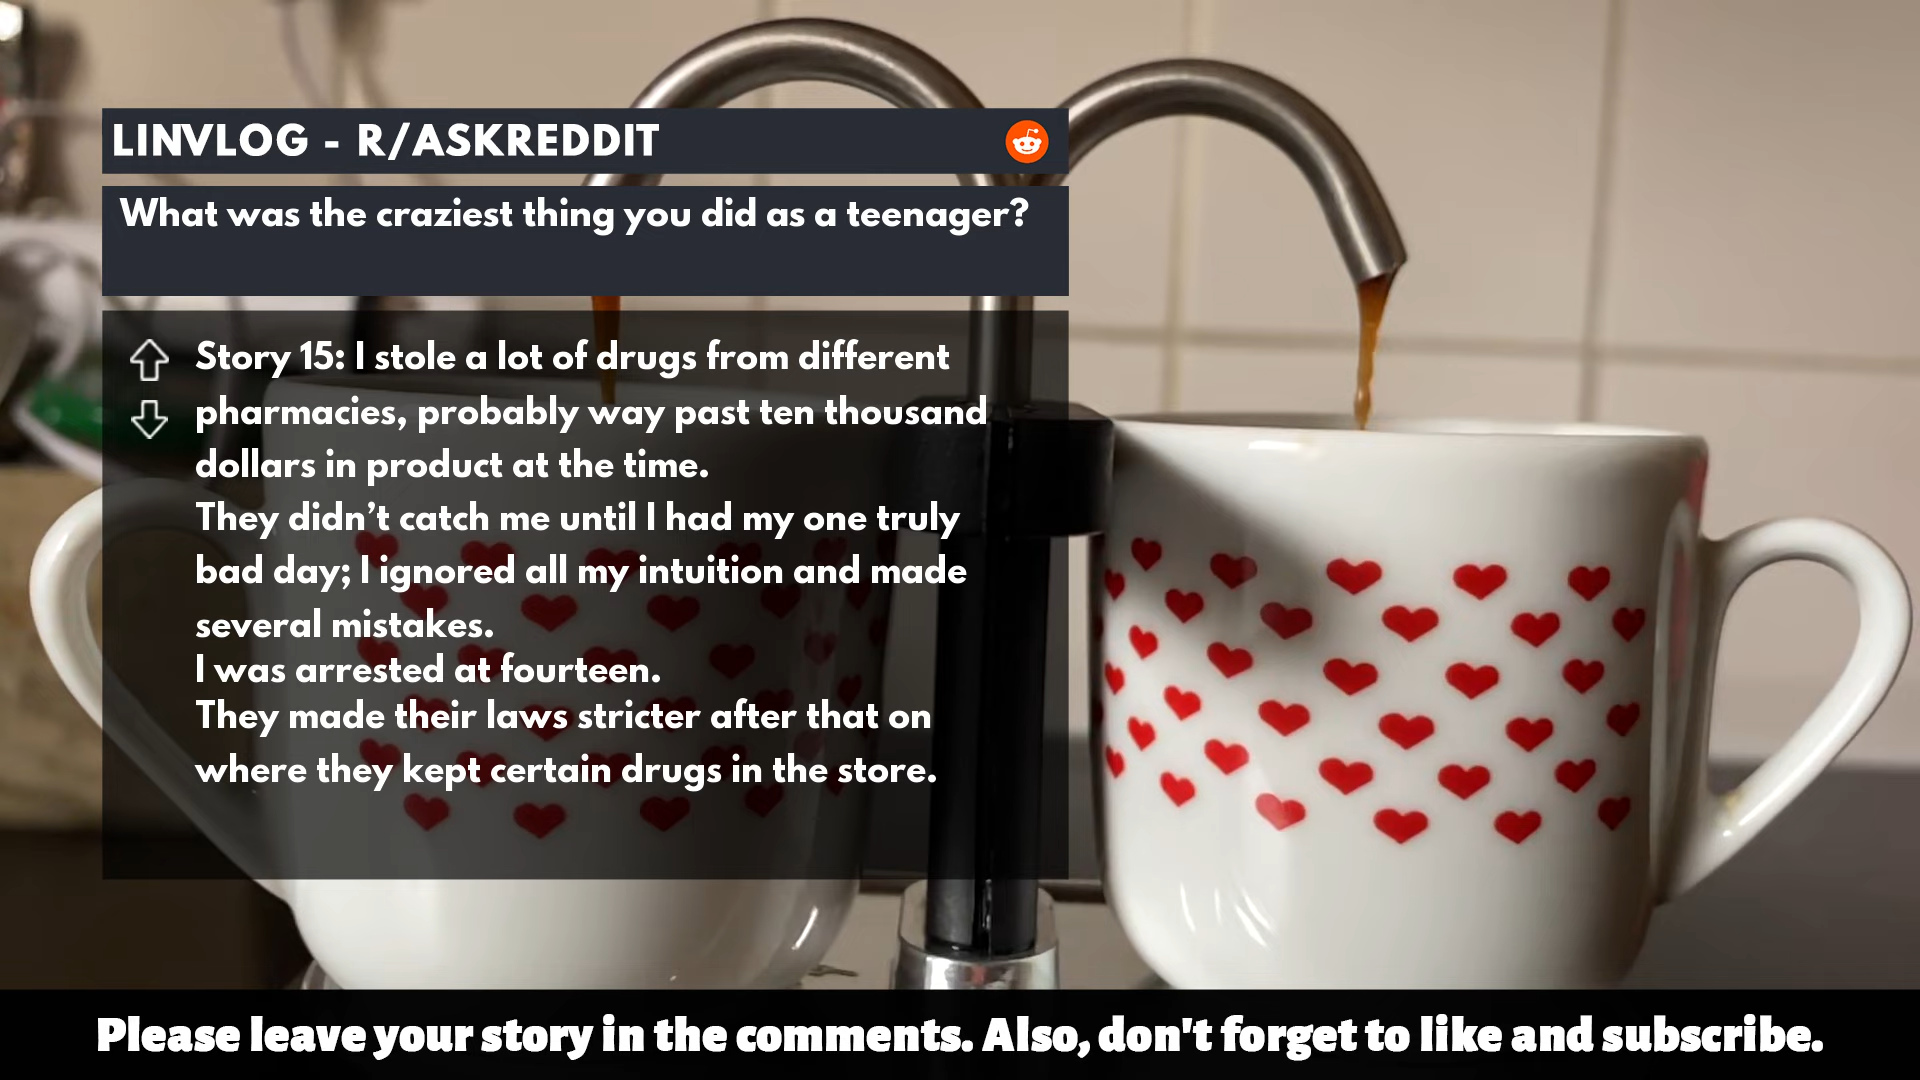 LINVLOG - R/ASKREDDIT
What was the craziest thing you did as a teenager?
Story 15: I stole a lot of drugs from different
pharmacies, probably way past ten thousand
dollars in product at the time.
They didn’t catch me until I had my one truly
bad day; I ignored all my intuition and made
several mistakes.
I was arrested at fourteen.
They made their laws stricter after that on
where they kept certain drugs in the store.
Please leave your story in the comments. Also, don't forget to like and subscribe.